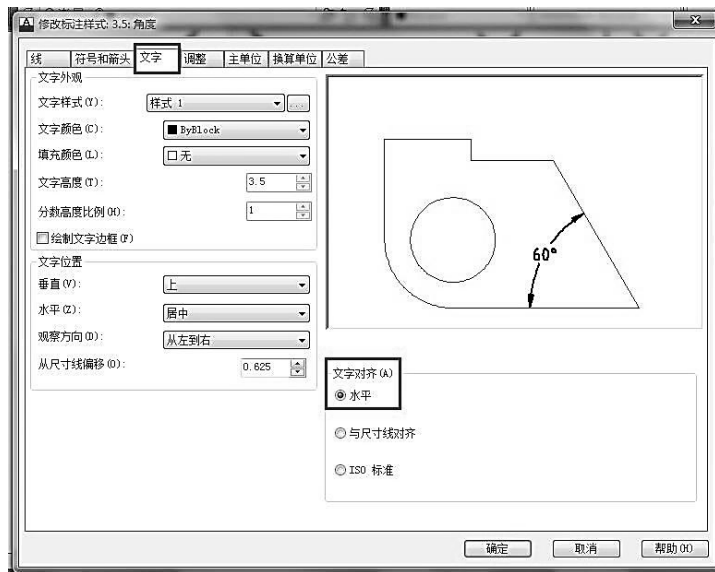 修改标注样式: 3.5: 角度
线 符号和箭头 文字 调整 主单位 换算单位 公差
文字外观
文字样式(Y): 样式 1 ...
文字颜色(C): ByBlock
填充颜色(L): 无
文字高度(T): 3.5
分数高度比例(H): 1
绘制文字边框(F)
文字位置
垂直(V): 上
水平(Z): 居中
观察方向(D): 从左到右
从尺寸线偏移(O): 0.625
60°
文字对齐(A)
水平
与尺寸线对齐
ISO 标准
确定 取消 帮助(H)